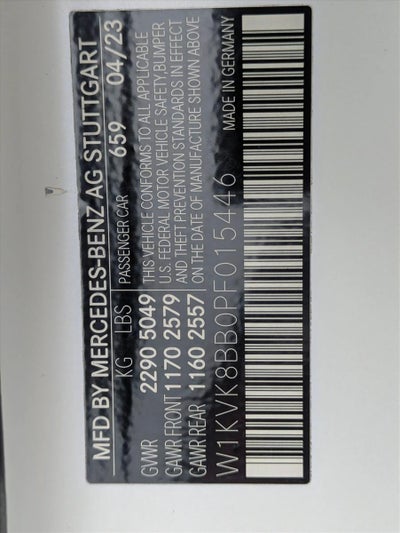 MFD BY MERCEDES-BENZ AG STUTTGART
KG LBS PASSENGER CAR 659 04/23
GWWR 2290 5049 THIS VEHICLE CONFORMS TO ALL APPLICABLE
GAWR FRONT 1170 2579 U.S. FEDERAL MOTOR VEHICLE SAFETY, BUMPER
GAWR REAR 1160 2557 AND THEFT PREVENTION STANDARDS IN EFFECT
ON THE DATE OF MANUFACTURE SHOWN ABOVE
W1KVK8BB0PF015446 MADE IN GERMANY